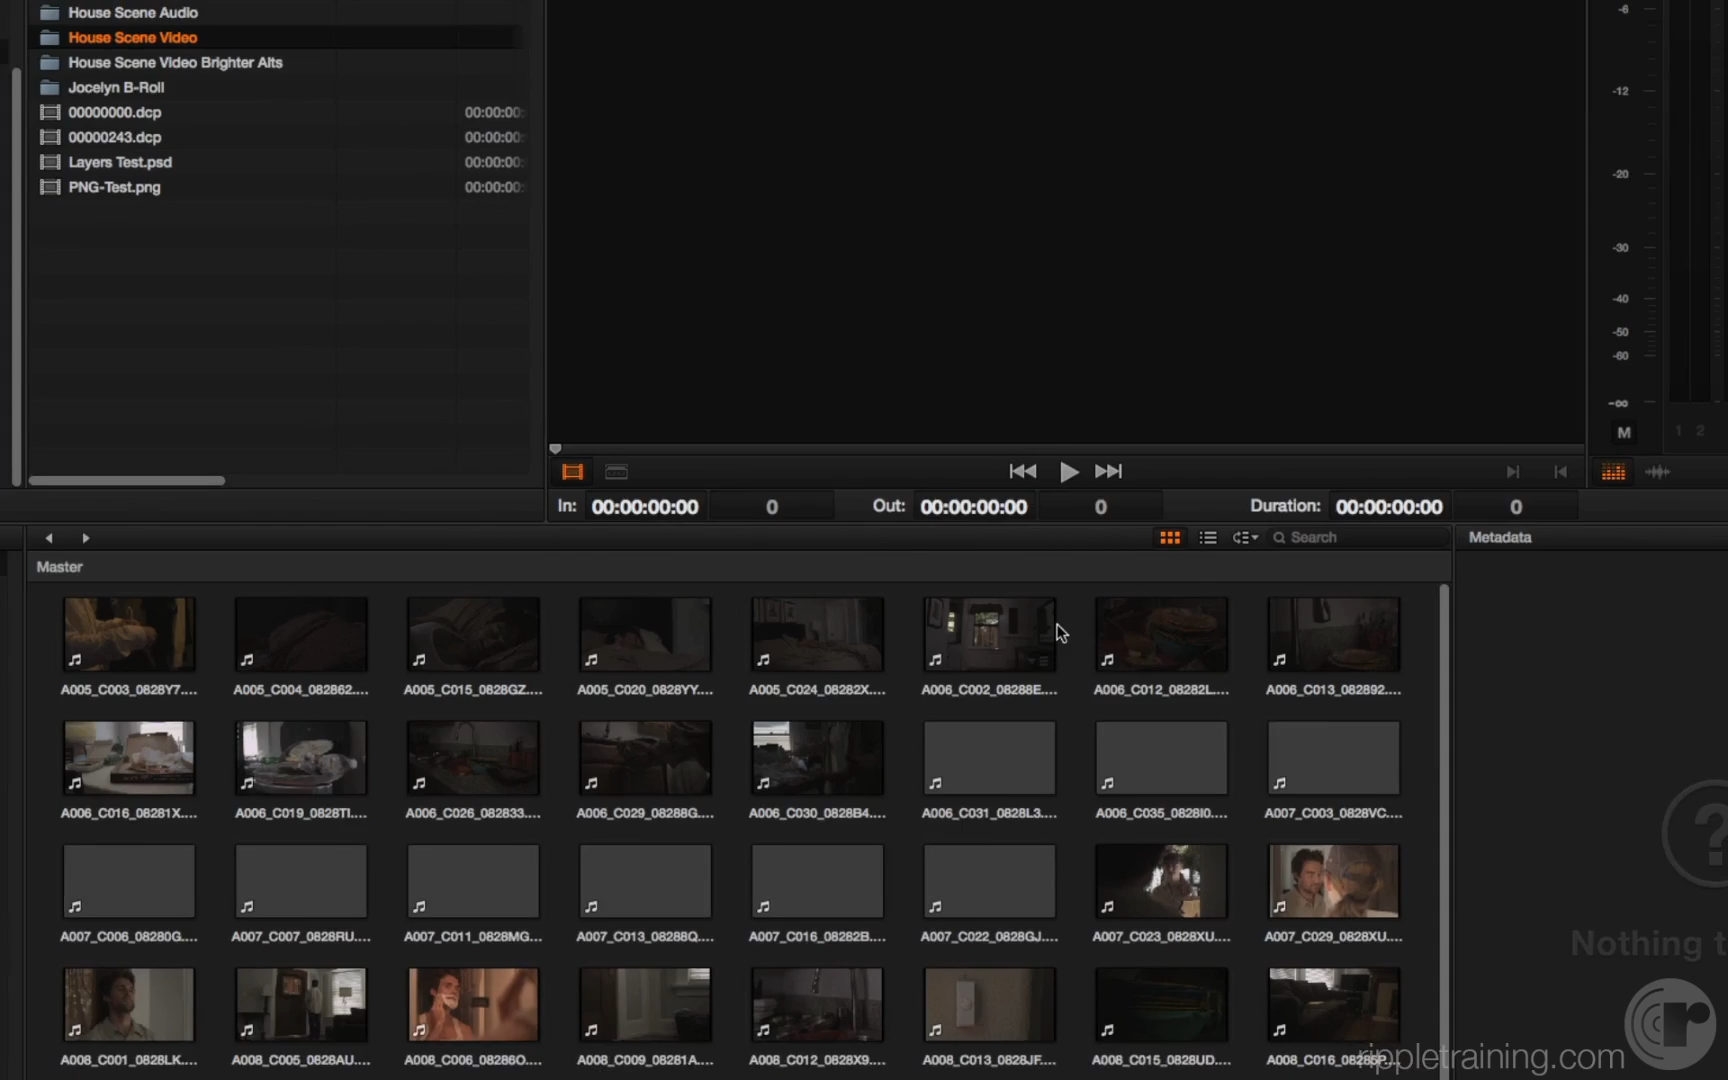 House Scene Audio
House Scene Video
House Scene Video Brighter Alts
Jocelyn B-Roll
00000000.dcp 00:00:00:
00000243.dcp 00:00:00:
Layers Test.psd 00:00:00:
PNG-Test.png 00:00:00:
-6
-12
-20
-30
-40
-50
-60
-∞
M 1 2
In: 00:00:00:00 0 Out: 00:00:00:00 0 Duration: 00:00:00:00 0
Search
Metadata
Master
A005_C003_0828Y7.... A005_C004_082862.... A005_C015_0828GZ.... A005_C020_0828YY.... A005_C024_08282X.... A006_C002_08288E.... A006_C012_08282L.... A006_C013_082892....
A006_C016_08281X.... A006_C019_0828TI.... A006_C026_082833.... A006_C029_08288G.... A006_C030_0828B4.... A006_C031_0828L3.... A006_C035_0828I0.... A007_C003_0828VC....
A007_C006_08280G.... A007_C007_0828RU.... A007_C011_0828MG.... A007_C013_08288Q.... A007_C016_08282B.... A007_C022_0828GJ.... A007_C023_0828XU.... A007_C029_0828XU....
A008_C001_0828LK.... A008_C005_0828AU.... A008_C006_08286O.... A008_C009_08281A.... A008_C012_0828X9.... A008_C013_0828JF.... A008_C015_0828UD....
Nothing t
rippletraining.com